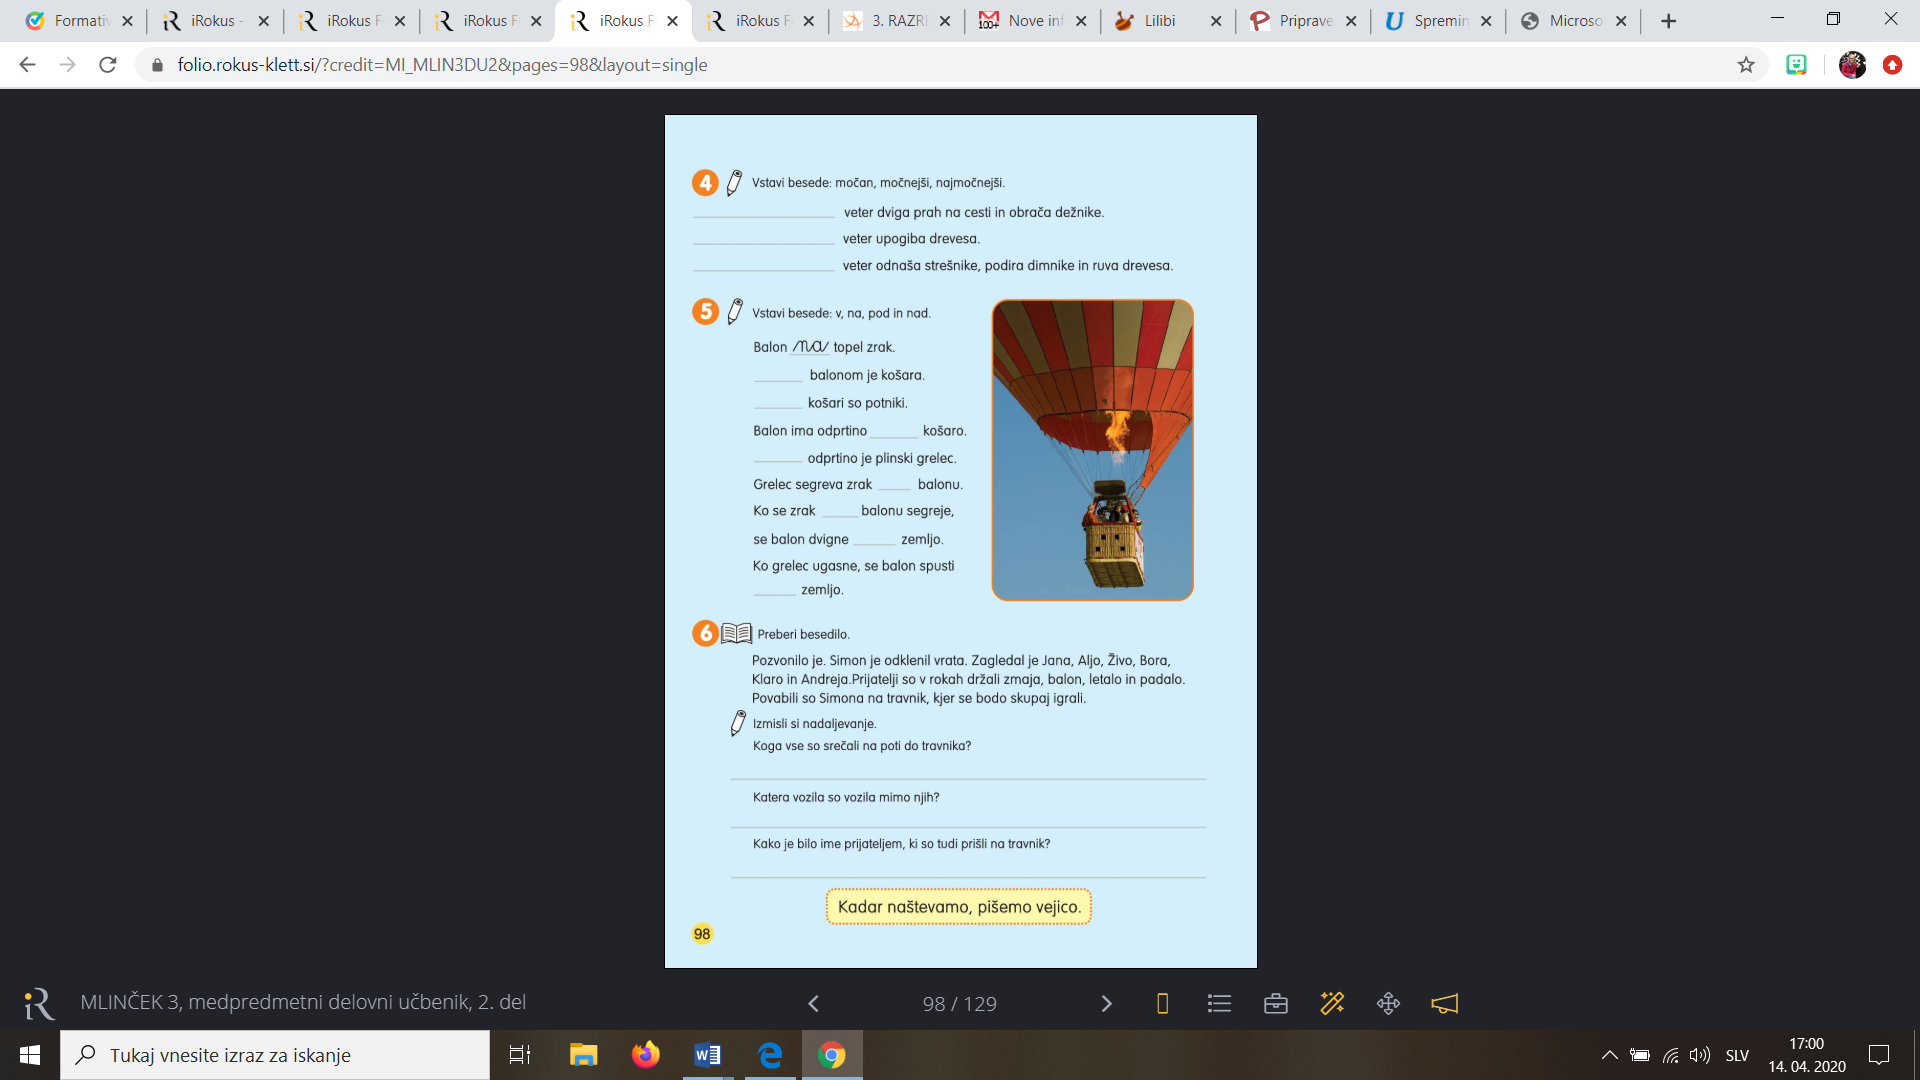 Formativ
iRokus -
iRokus F
iRokus F
iRokus F
iRokus F
3. RAZR
Nove inf
Lilibi
Priprave
Spremin
Microso
folio.rokus-klett.si/?credit=MI_MLIN3DU2&pages=98&layout=single
4 Vstavi besede: močan, močnejši, najmočnejši.
veter dviga prah na cesti in obrača dežnike.
veter upogiba drevesa.
veter odnaša strešnike, podira dimnike in ruva drevesa.
5 Vstavi besede: v, na, pod in nad.
Balon na topel zrak.
balonom je košara.
košari so potniki.
Balon ima odprtino košaro.
odprtino je plinski grelec.
Grelec segreva zrak balonu.
Ko se zrak balonu segreje,
se balon dvigne zemljo.
Ko grelec ugasne, se balon spusti
zemljo.
6 Preberi besedilo.
Pozvonilo je. Simon je odklenil vrata. Zagledal je Jana, Aljo, Živo, Bora,
Klaro in Andreja.Prijatelji so v rokah držali zmaja, balon, letalo in padalo.
Povabili so Simona na travnik, kjer se bodo skupaj igrali.
Izmisli si nadaljevanje.
Koga vse so srečali na poti do travnika?
Katera vozila so vozila mimo njih?
Kako je bilo ime prijateljem, ki so tudi prišli na travnik?
Kadar naštevamo, pišemo vejico.
98
iR MLINČEK 3, medpredmetni delovni učbenik, 2. del
98 / 129
Tukaj vnesite izraz za iskanje
SLV
17:00
14. 04. 2020